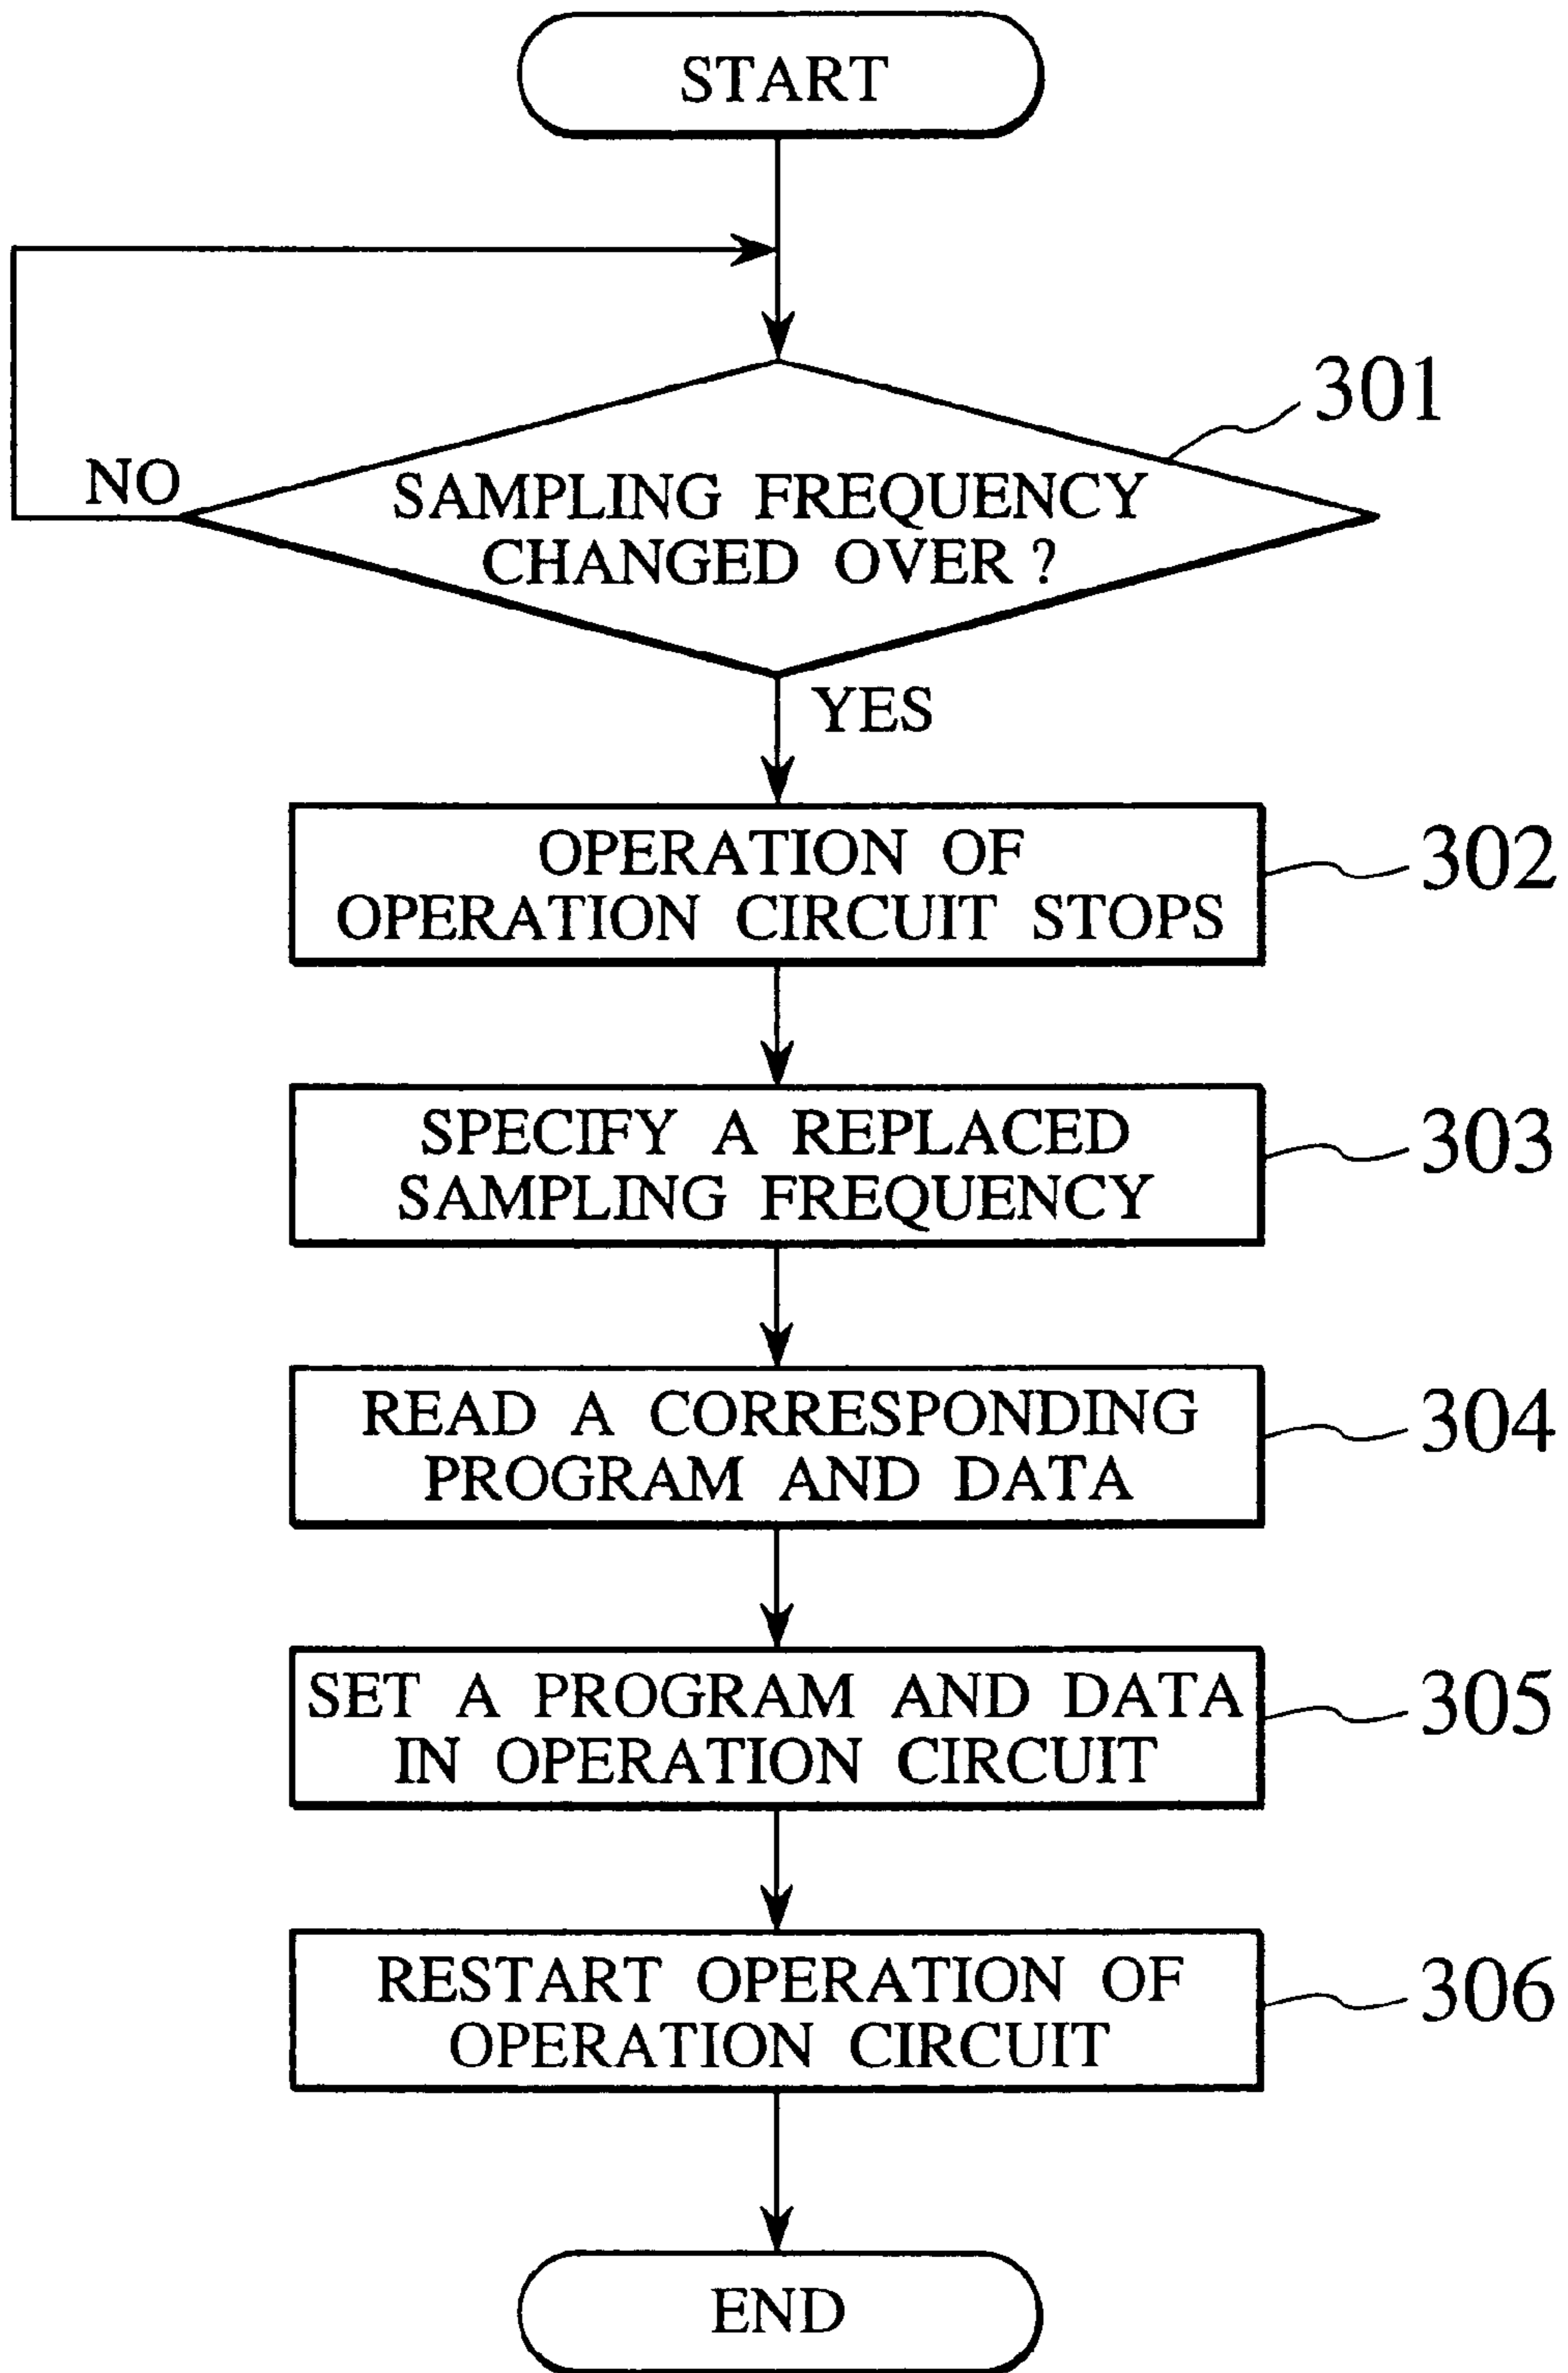 START
301
NO
SAMPLING FREQUENCY
CHANGED OVER ?
YES
OPERATION OF
OPERATION CIRCUIT STOPS
302
SPECIFY A REPLACED
SAMPLING FREQUENCY
303
READ A CORRESPONDING
PROGRAM AND DATA
304
SET A PROGRAM AND DATA
IN OPERATION CIRCUIT
305
RESTART OPERATION OF
OPERATION CIRCUIT
306
END